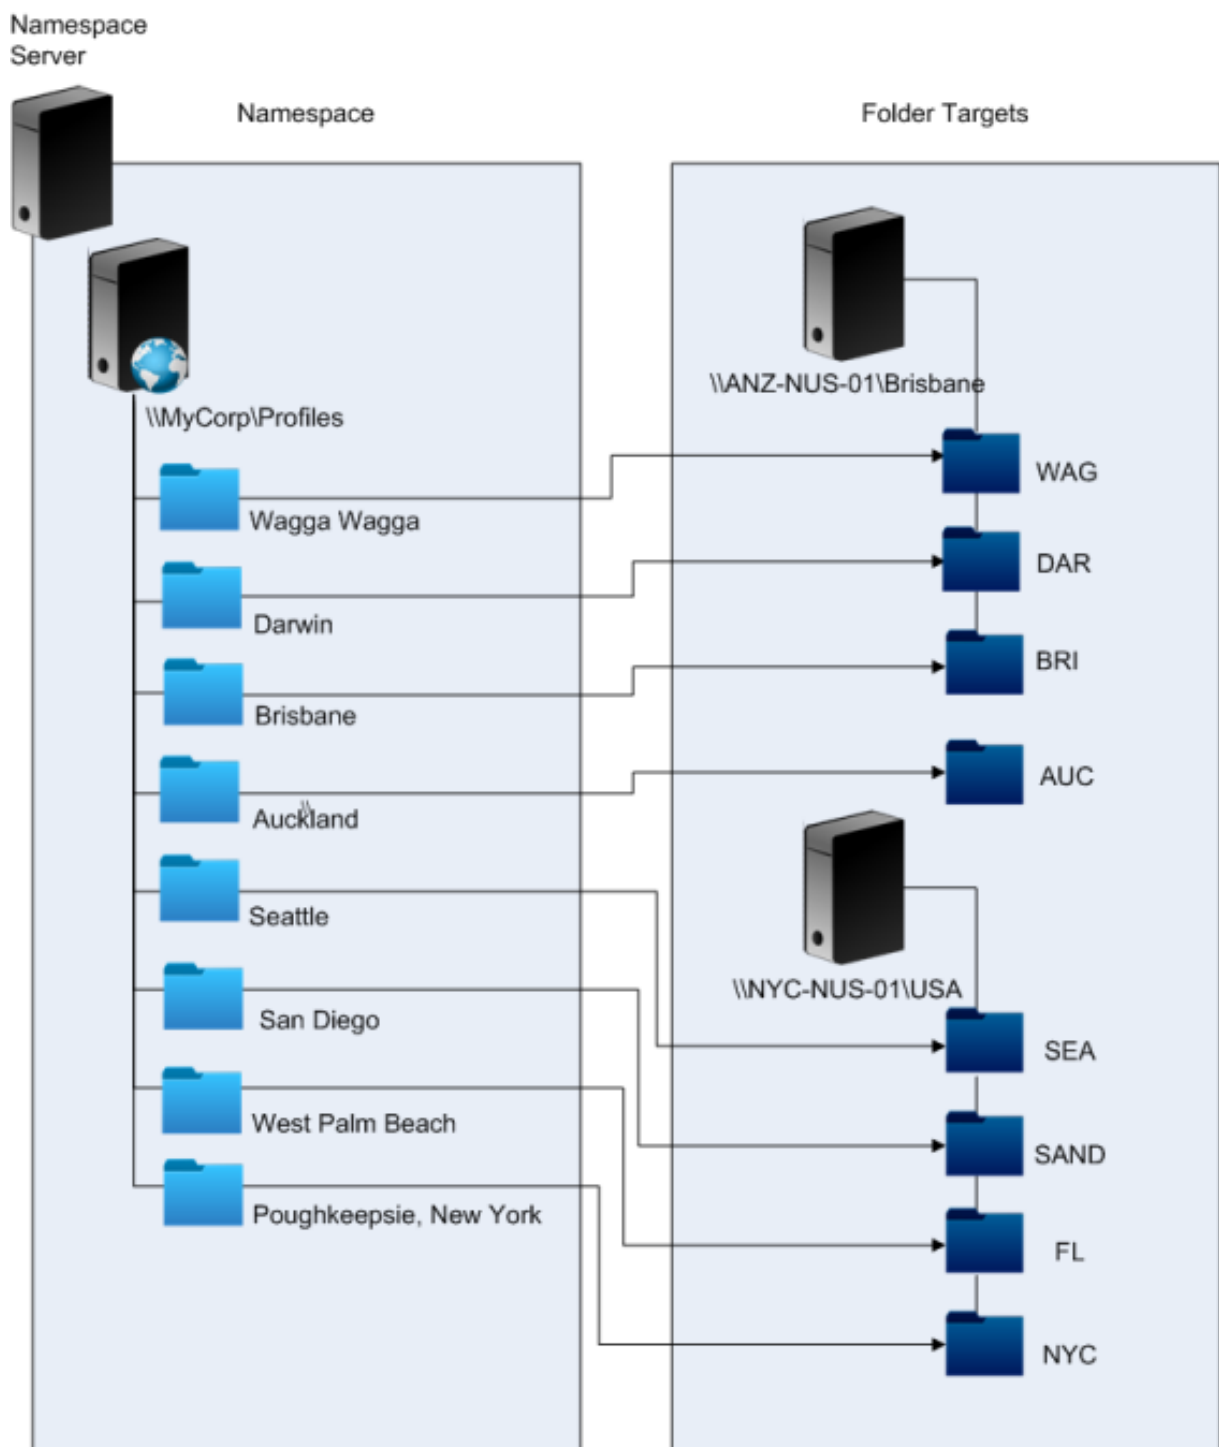 Namespace
Server
Namespace
Folder Targets
\\MyCorp\Profiles
Wagga Wagga
Darwin
Brisbane
Auckland
\\
Seattle
San Diego
West Palm Beach
Poughkeepsie, New York
\\ANZ-NUS-01\Brisbane
WAG
DAR
BRI
AUC
\\NYC-NUS-01\USA
SEA
SAND
FL
NYC